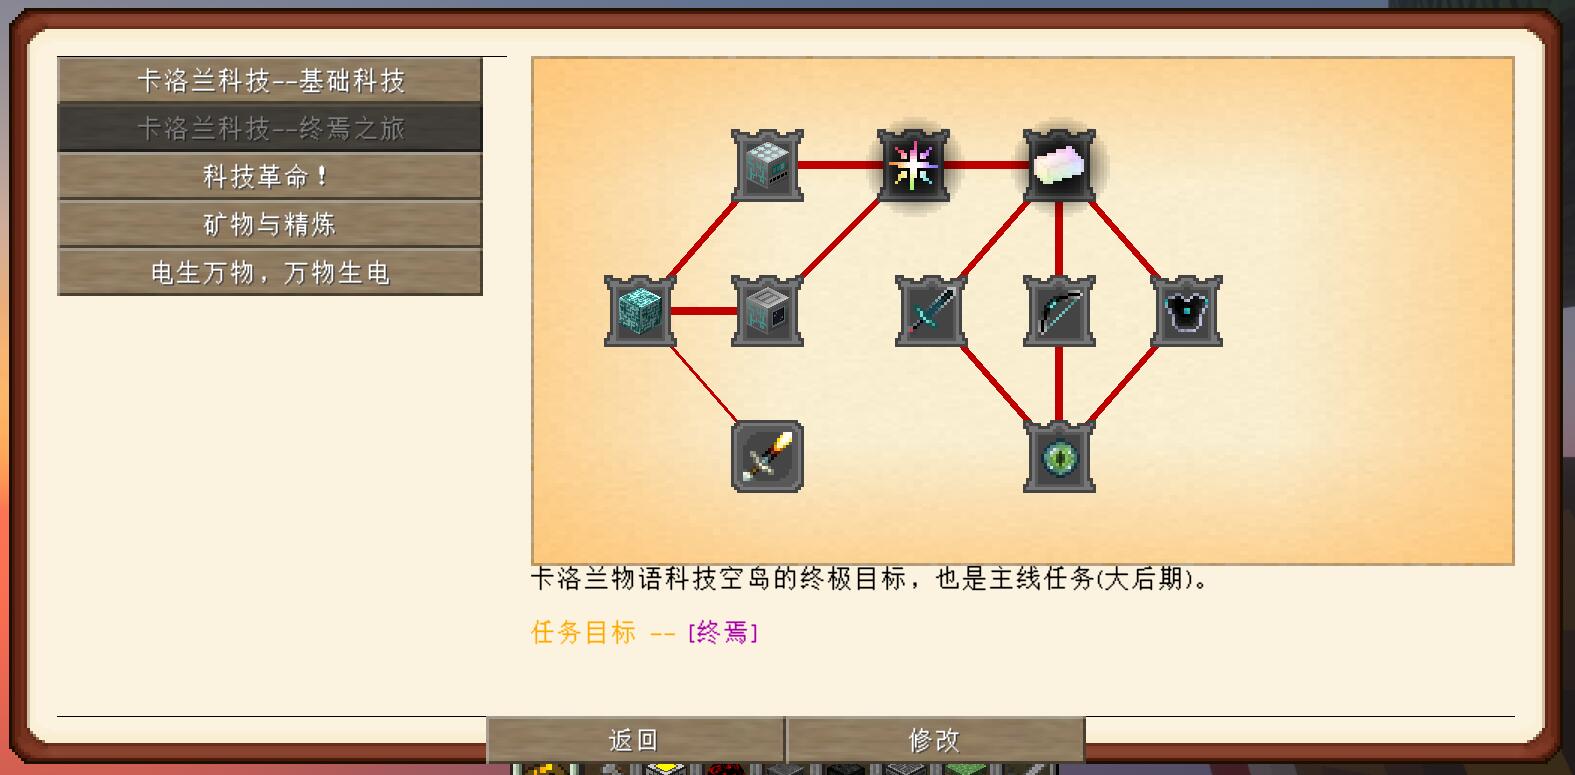 卡洛兰科技--基础科技
卡洛兰科技--终焉之旅
科技革命！
矿物与精炼
电生万物，万物生电
卡洛兰物语科技空岛的终极目标，也是主线任务(大后期)。
任务目标 -- [终焉]
返回
修改